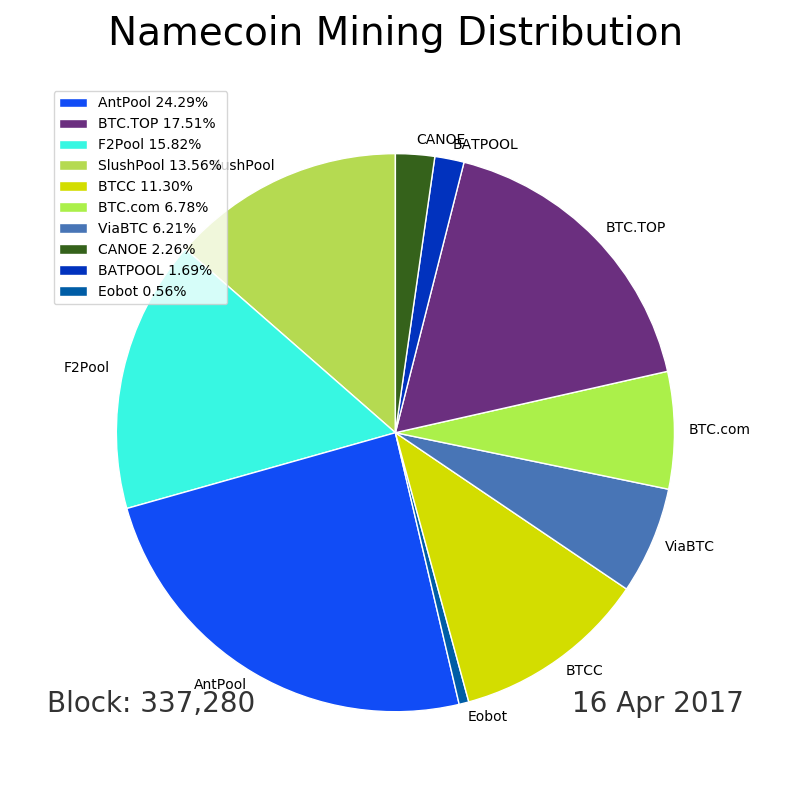 Namecoin Mining Distribution
AntPool 24.29%
BTC.TOP 17.51%
F2Pool 15.82%
SlushPool 13.56%
BTCC 11.30%
BTC.com 6.78%
ViaBTC 6.21%
CANOE 2.26%
BATPOOL 1.69%
Eobot 0.56%
CANOE
BATPOOL
SlushPool
BTC.TOP
F2Pool
BTC.com
ViaBTC
BTCC
AntPool
Eobot
Block: 337,280
16 Apr 2017